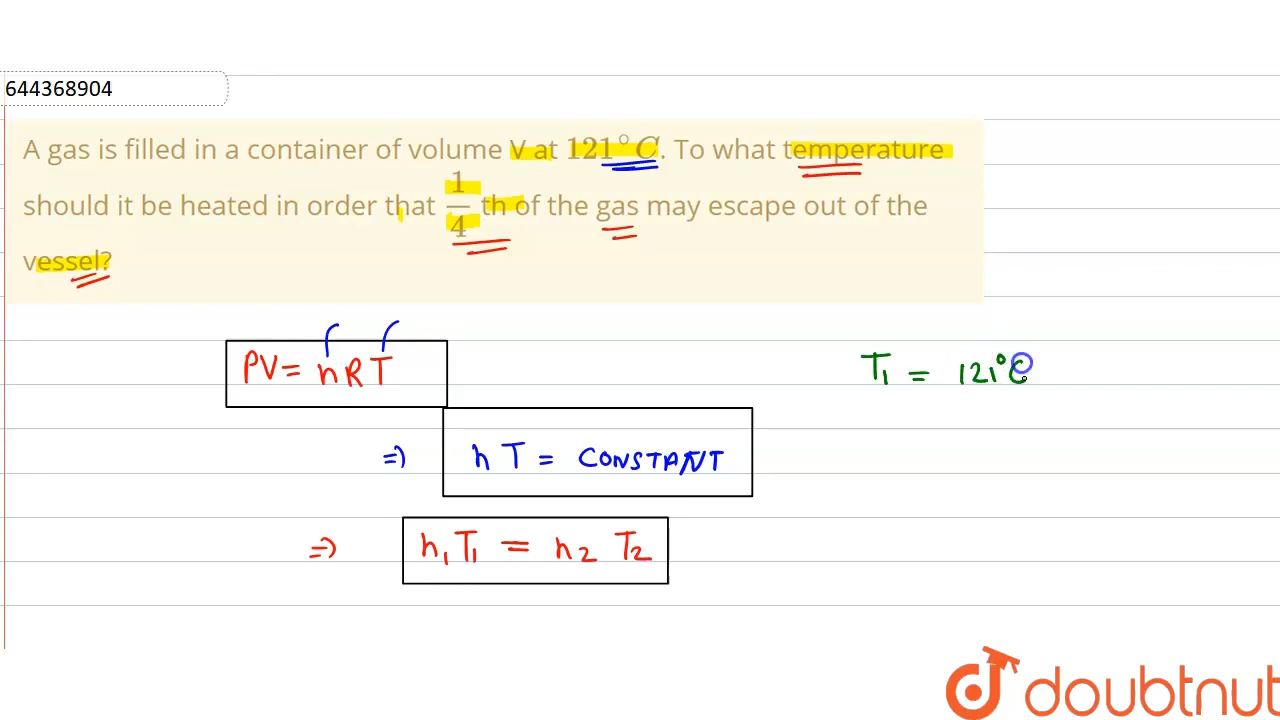 644368904
A gas is filled in a container of volume V at 121°C. To what temperature
should it be heated in order that 1/4 th of the gas may escape out of the
vessel?
PV = nRT
T₁ = 121°C
⇒ nT = CONSTANT
⇒ n₁T₁ = n₂ T₂
doubtnut